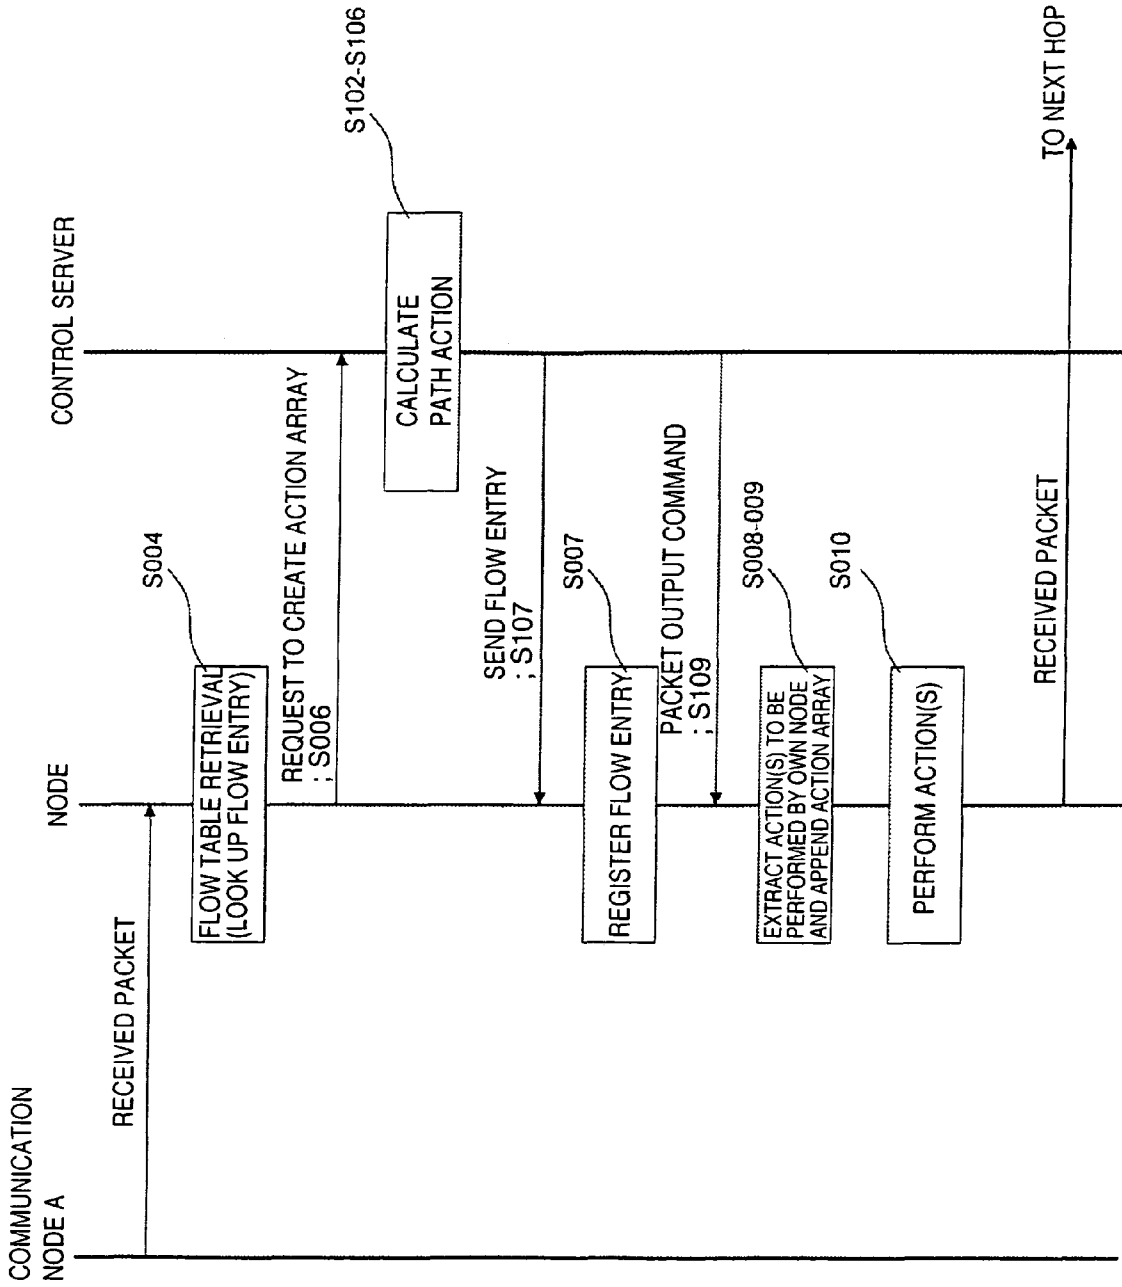 COMMUNICATION
NODE A
NODE
CONTROL SERVER
RECEIVED PACKET
FLOW TABLE RETRIEVAL
(LOOK UP FLOW ENTRY)
S004
REQUEST TO CREATE ACTION ARRAY
; S006
CALCULATE
PATH ACTION
S102-S106
SEND FLOW ENTRY
; S107
REGISTER FLOW ENTRY
S007
PACKET OUTPUT COMMAND
; S109
EXTRACT ACTION(S) TO BE
PERFORMED BY OWN NODE
AND APPEND ACTION ARRAY
S008-009
PERFORM ACTION(S)
S010
RECEIVED PACKET
TO NEXT HOP